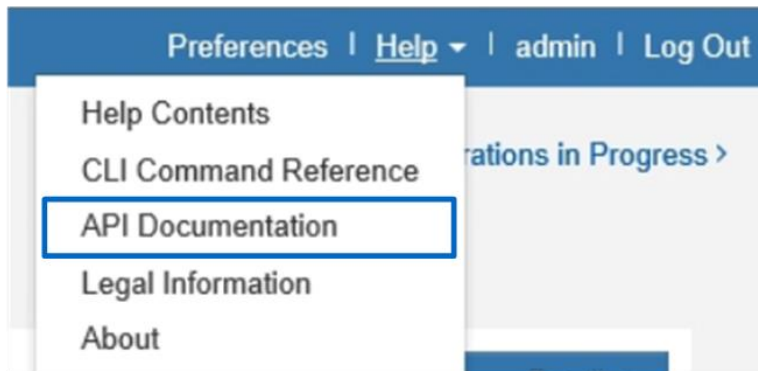 Preferences | Help ▾ | admin | Log Out
Help Contents
CLI Command Reference
rations in Progress >
API Documentation
Legal Information
About